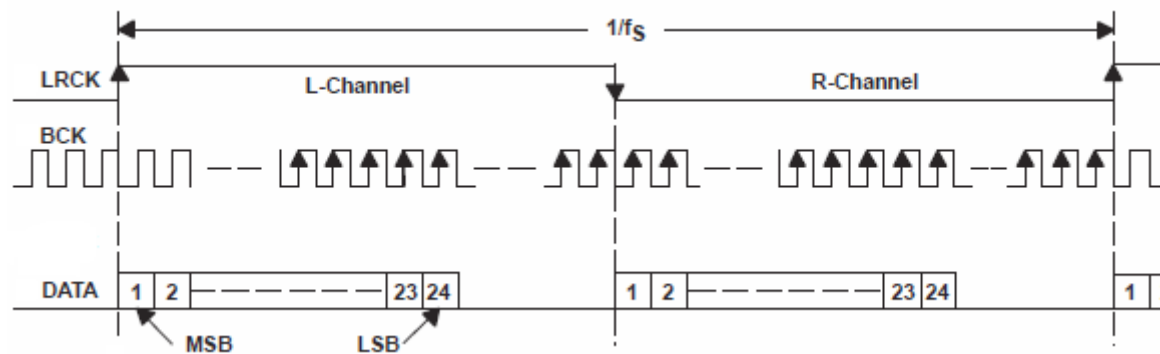 1/fS
LRCK
L-Channel
R-Channel
BCK
DATA
1 2 23 24 1 2 23 24 1
MSB
LSB